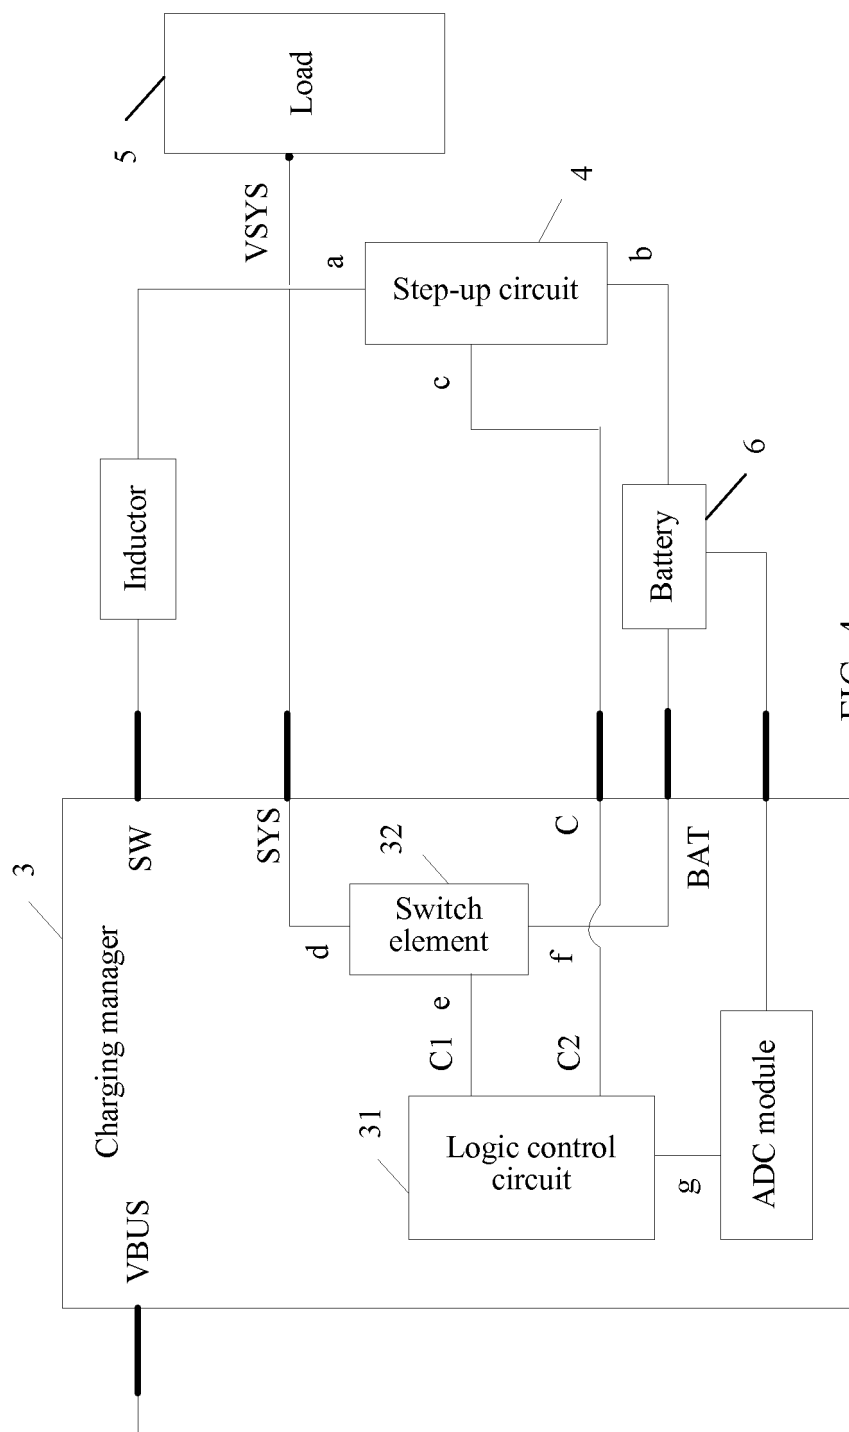 3
Charging manager
VBUS
SW
Inductor
SYS
VSYS
Load
5
a
Step-up circuit
4
b
c
32
Switch
element
d
e
f
C1
C2
C
31
Logic control
circuit
g
ADC module
BAT
Battery
6